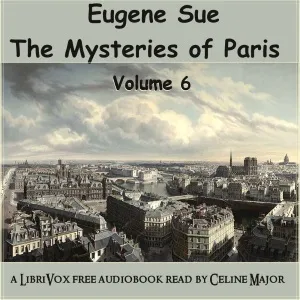 Eugene Sue
The Mysteries of Paris
Volume 6
A LIBRIVOX FREE AUDIOBOOK READ BY CELINE MAJOR